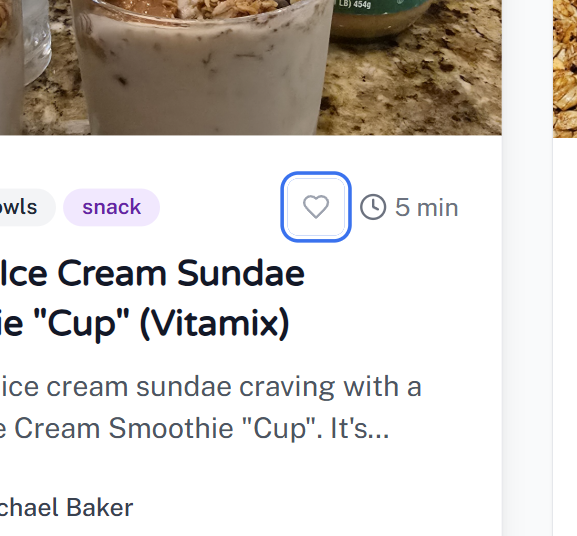 LB) 454g
owls
snack
5 min
Ice Cream Sundae
ie "Cup" (Vitamix)
ice cream sundae craving with a
e Cream Smoothie "Cup". It's...
chael Baker